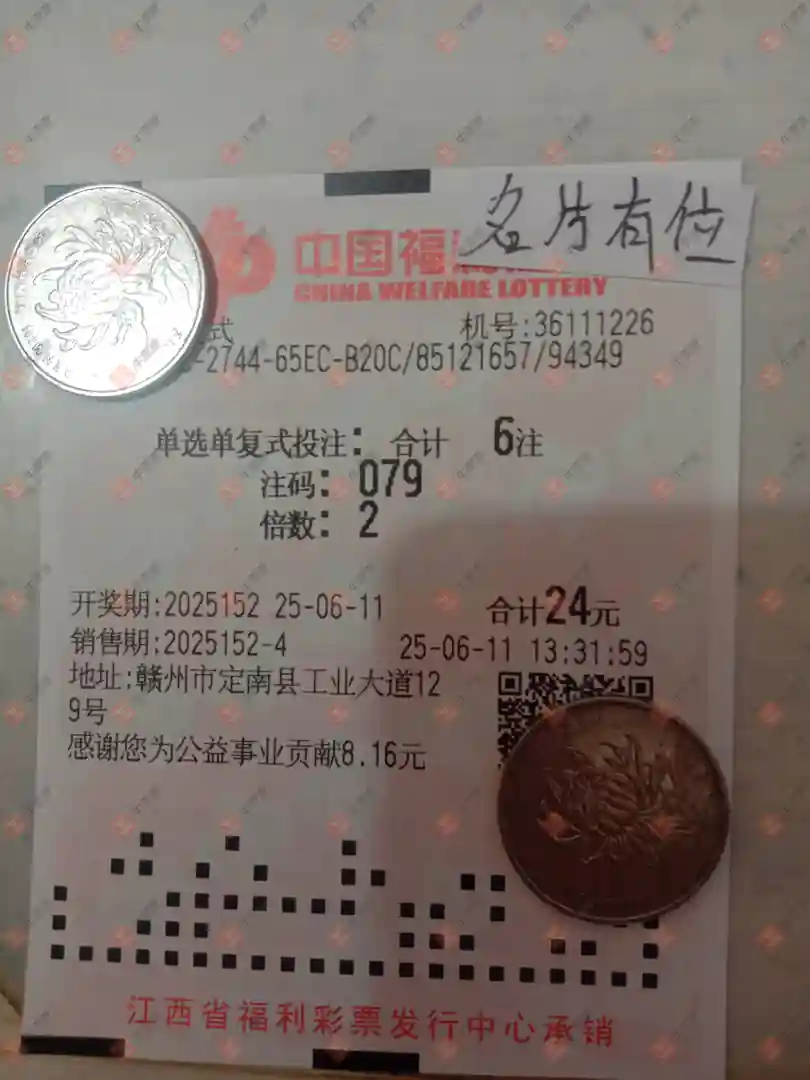 名片有位
中国福
CHINA WELFARE LOTTERY
式
机号:36111226
-2744-65EC-B20C/85121657/94349
单选单复式投注: 合计 6注
注码: 079
倍数: 2
开奖期:2025152 25-06-11 合计24元
销售期:2025152-4 25-06-11 13:31:59
地址:赣州市定南县工业大道12
9号
感谢您为公益事业贡献8.16元
江西省福利彩票发行中心承销